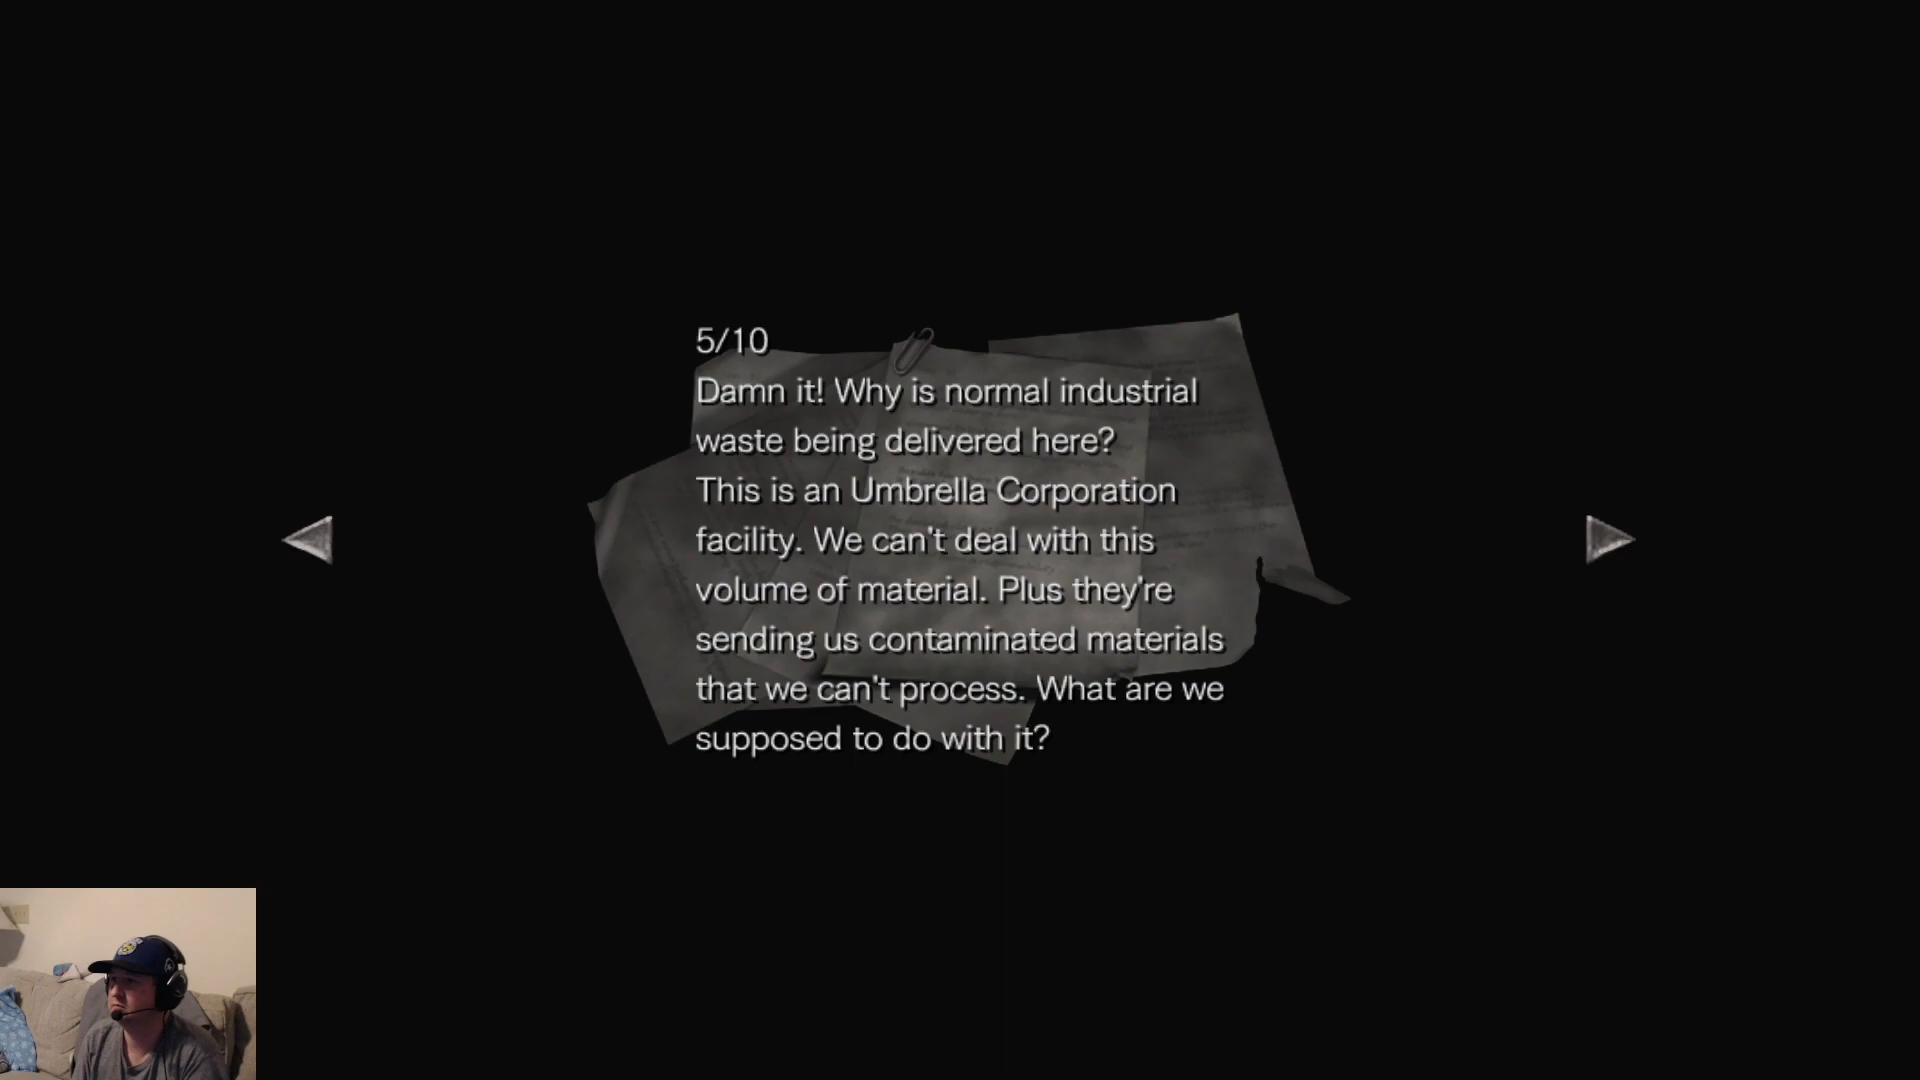 5/10
Damn it! Why is normal industrial
waste being delivered here?
This is an Umbrella Corporation
facility. We can't deal with this
volume of material. Plus they're
sending us contaminated materials
that we can't process. What are we
supposed to do with it?